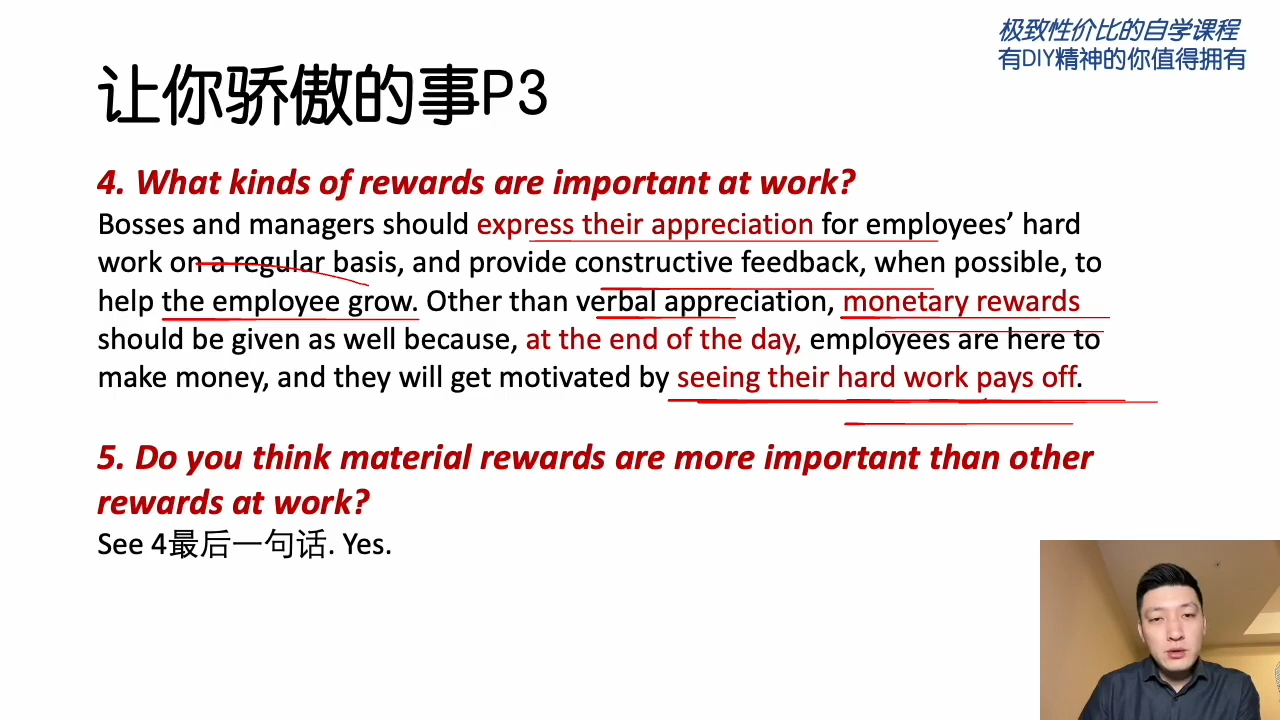 极致性价比的自学课程
有DIY精神的你值得拥有
让你骄傲的事P3
4. What kinds of rewards are important at work?
Bosses and managers should express their appreciation for employees’ hard
work on a regular basis, and provide constructive feedback, when possible, to
help the employee grow. Other than verbal appreciation, monetary rewards
should be given as well because, at the end of the day, employees are here to
make money, and they will get motivated by seeing their hard work pays off.
5. Do you think material rewards are more important than other
rewards at work?
See 4最后一句话. Yes.